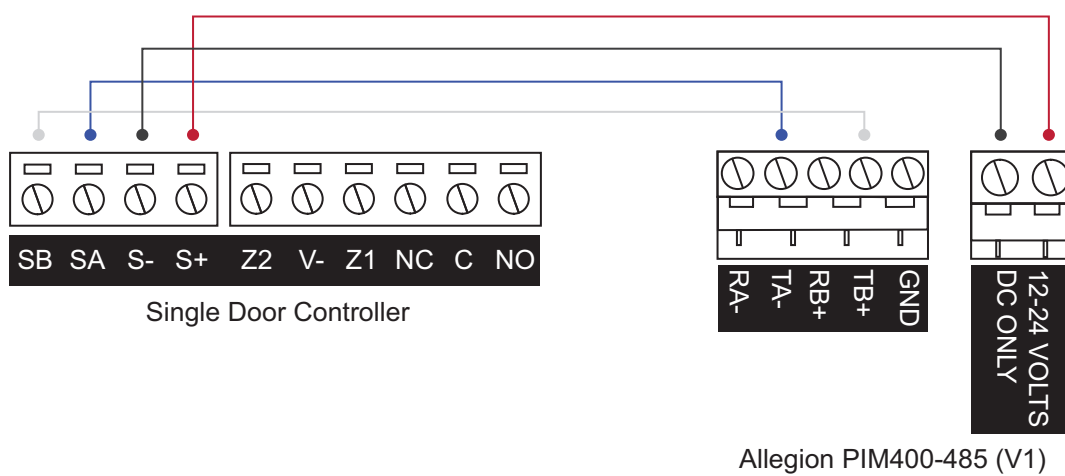 SB SA S- S+ Z2 V- Z1 NC C NO
Single Door Controller
RA-
TA-
RB+
TB+
GND
12-24 VOLTS
DC ONLY
Allegion PIM400-485 (V1)